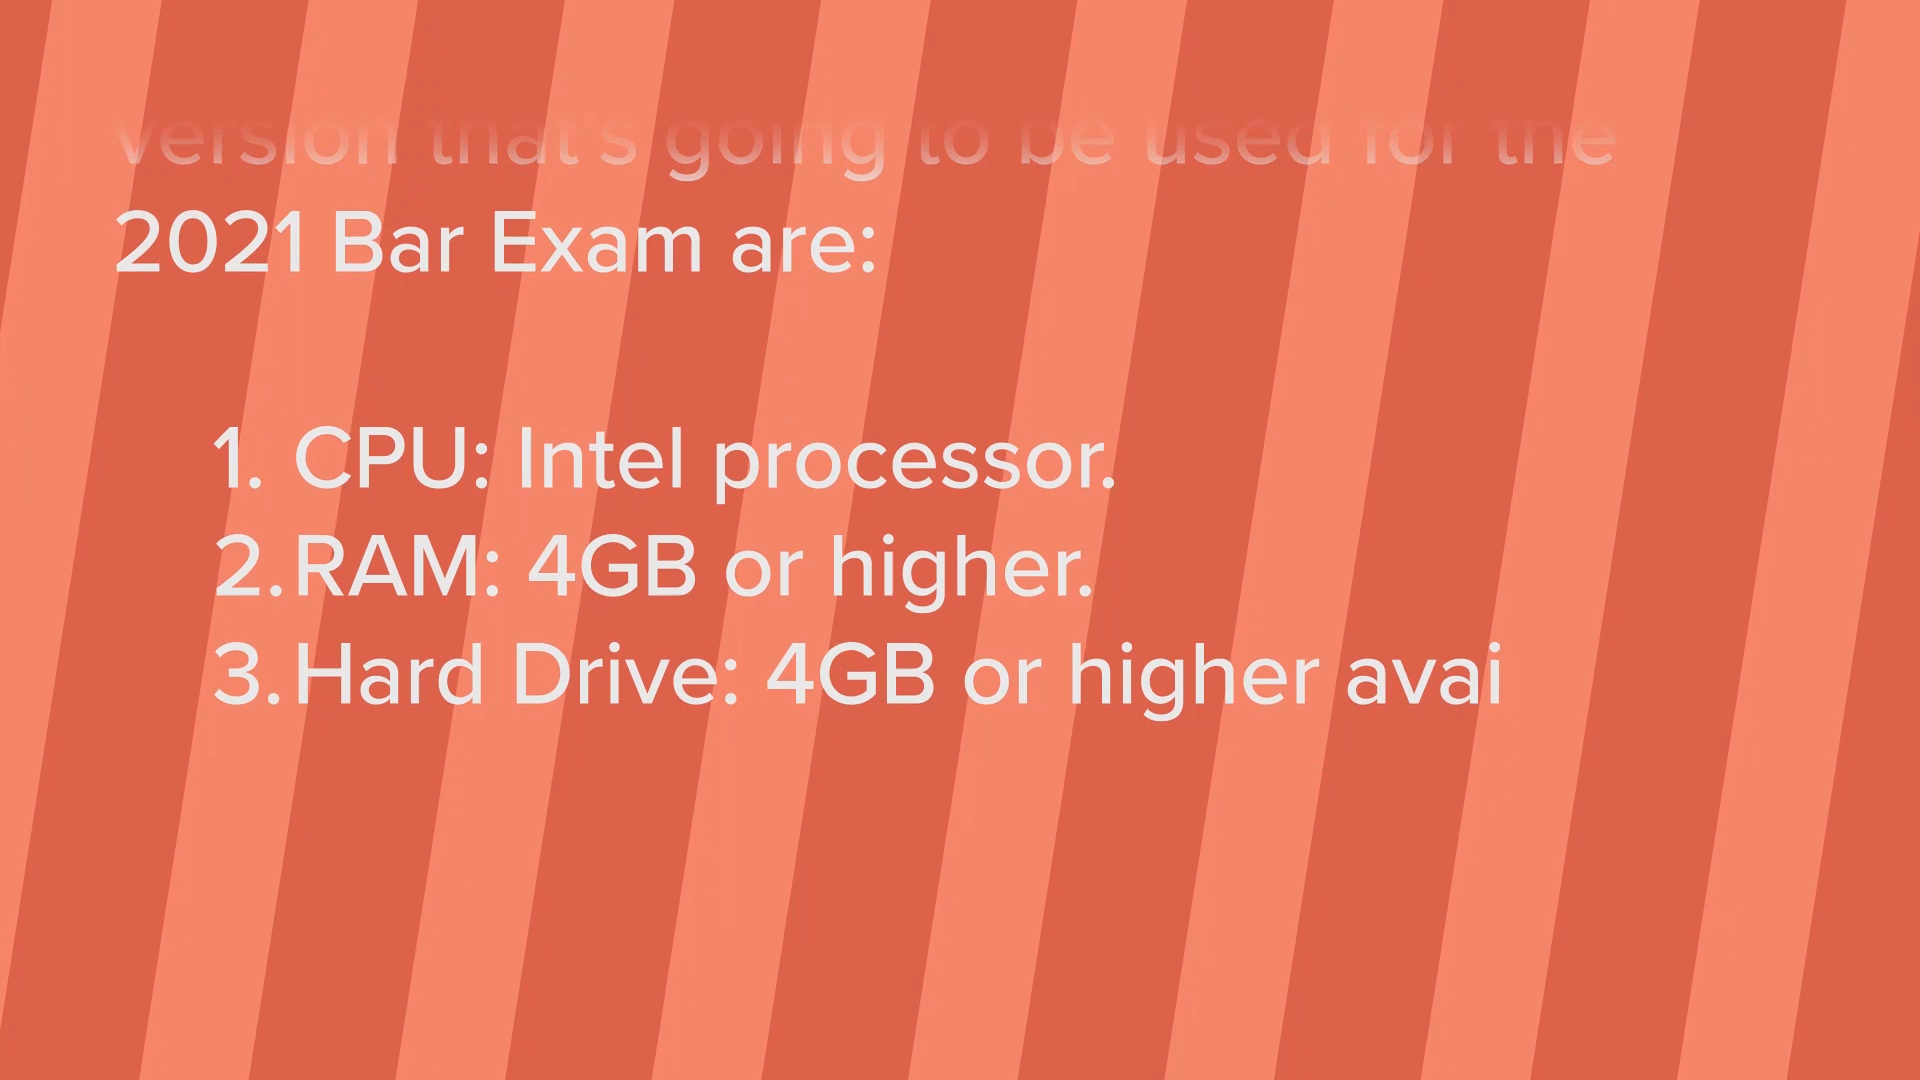 version that's going to be used for the
2021 Bar Exam are:
1. CPU: Intel processor.
2. RAM: 4GB or higher.
3. Hard Drive: 4GB or higher avai